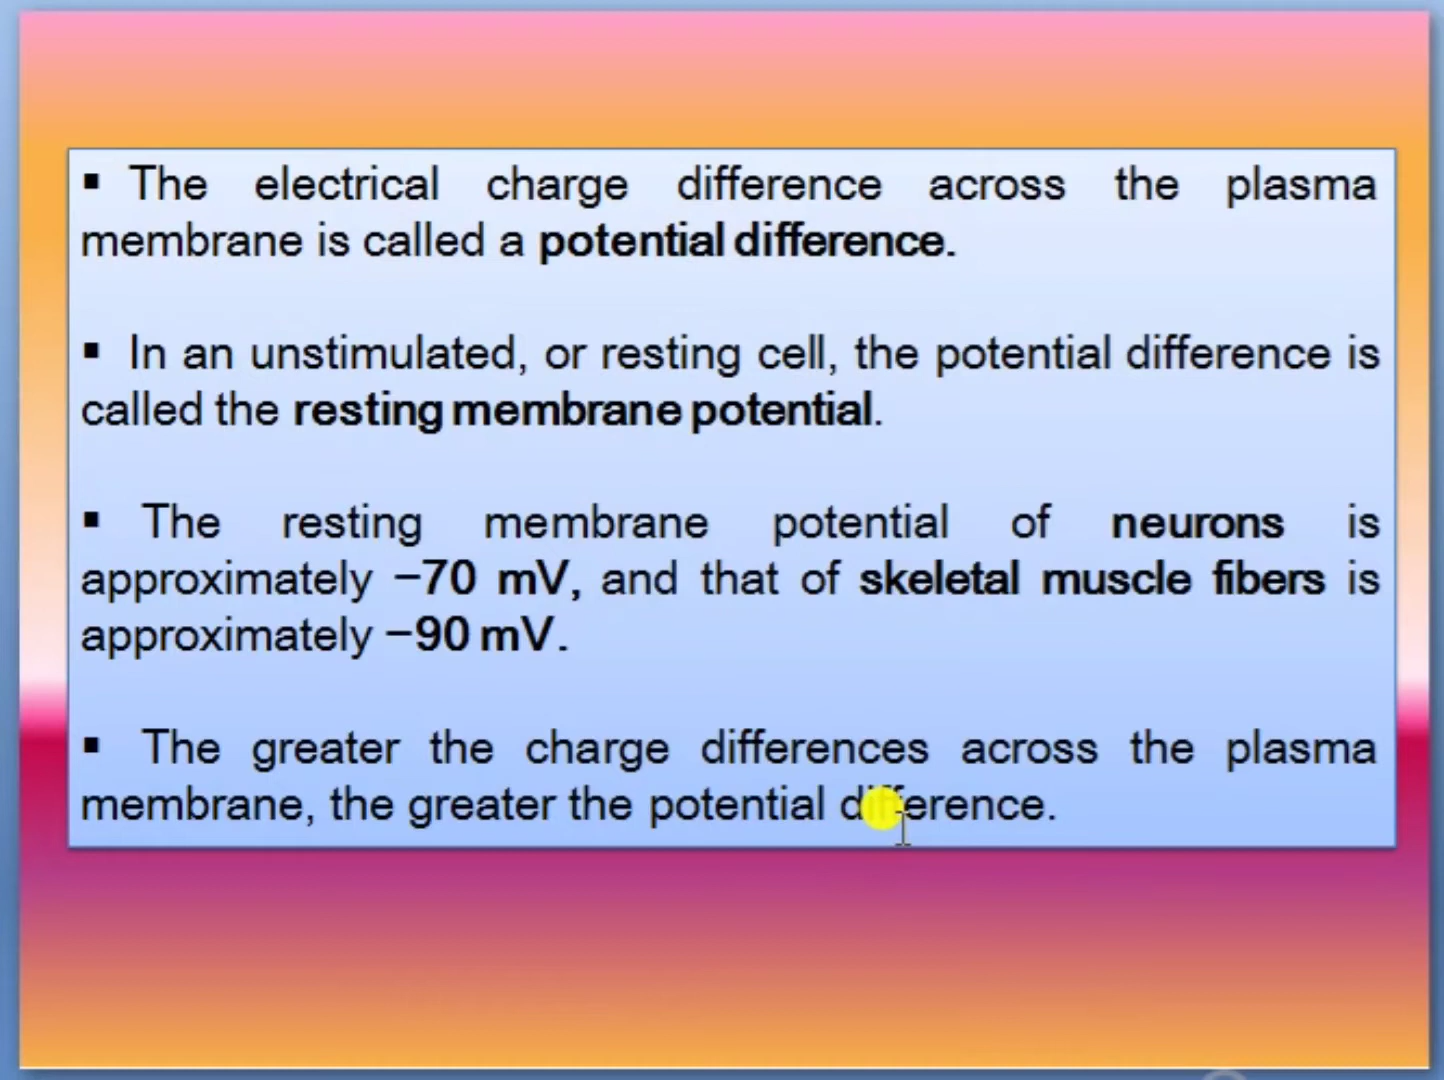 ▪ The electrical charge difference across the plasma
membrane is called a potential difference.
▪ In an unstimulated, or resting cell, the potential difference is
called the resting membrane potential.
▪ The resting membrane potential of neurons is
approximately −70 mV, and that of skeletal muscle fibers is
approximately −90 mV.
▪ The greater the charge differences across the plasma
membrane, the greater the potential difference.